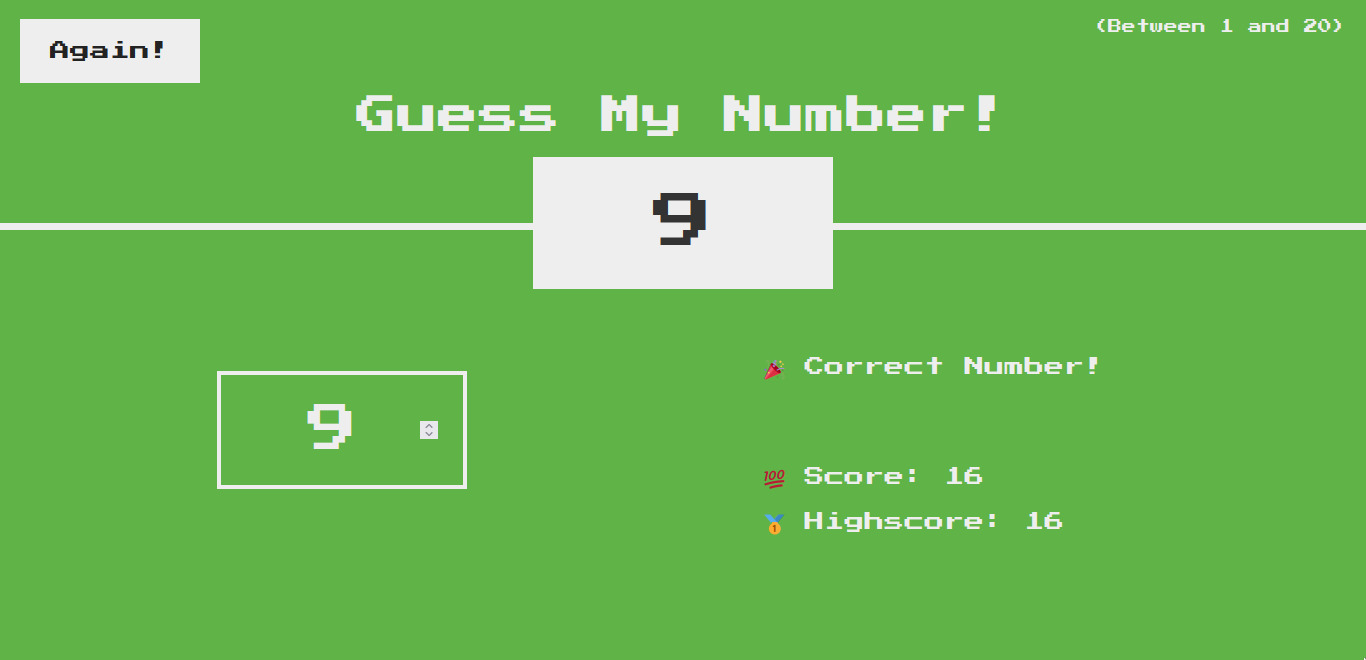 Again!
(Between 1 and 20)
Guess My Number!
9
9
🎉 Correct Number!
💯 Score: 16
🥇 Highscore: 16